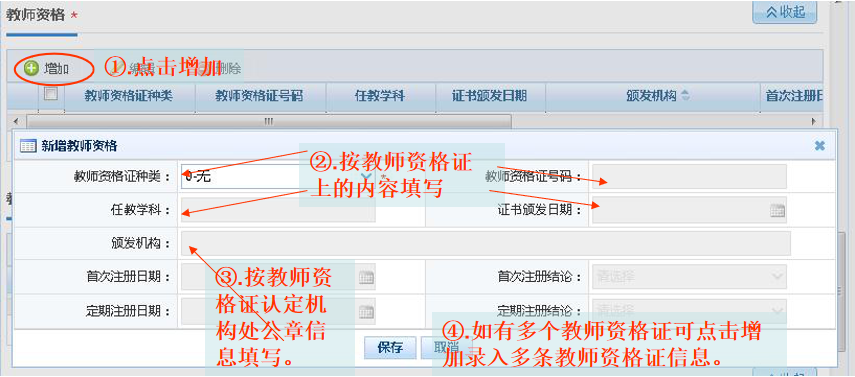 教师资格 *
收起
增加
①.点击增加
删除
教师资格证种类 教师资格证号码 任教学科 证书颁发日期 颁发机构 首次注册日
新增教师资格
教师资格证种类： 0-无 * 教师资格证号码：
②.按教师资格证
上的内容填写
任教学科： 证书颁发日期：
颁发机构：
首次注册日期： 首次注册结论： 请选择
定期注册日期： 定期注册结论： 请选择
③.按教师资
格证认定机
构处公章信
息填写。
④.如有多个教师资格证可点击增
加录入多条教师资格证信息。
保存 取消
收起